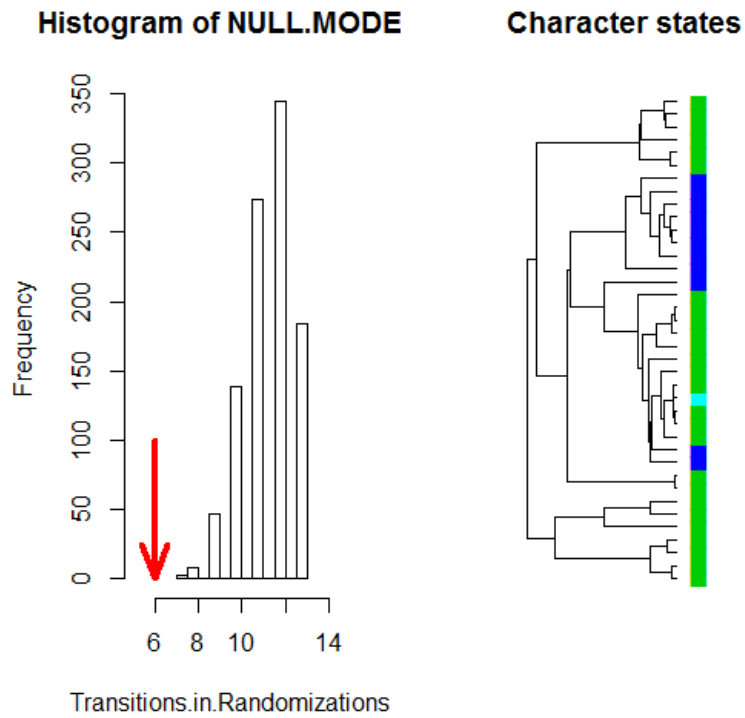 Histogram of NULL.MODE
Character states
Frequency
350
300
250
200
150
100
50
0
6 8 10 14
Transitions.in.Randomizations